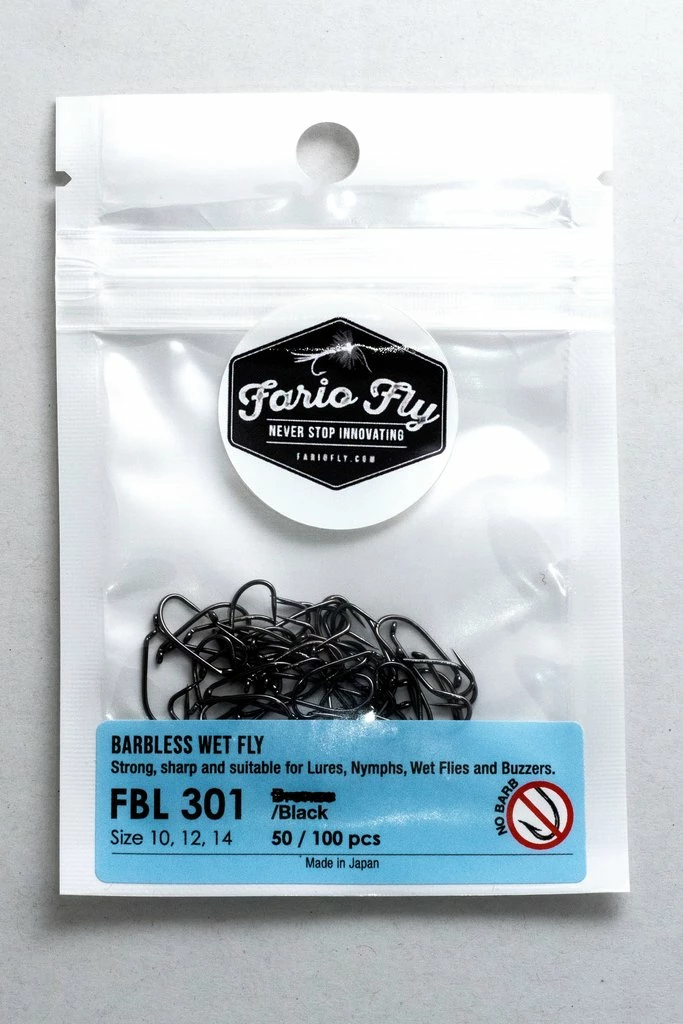 Fario Fly
NEVER STOP INNOVATING
FARIOFLY.COM
BARBLESS WET FLY
Strong, sharp and suitable for Lures, Nymphs, Wet Flies and Buzzers.
FBL 301
/Black
Size 10, 12, 14
50 / 100 pcs
NO BARB
Made in Japan